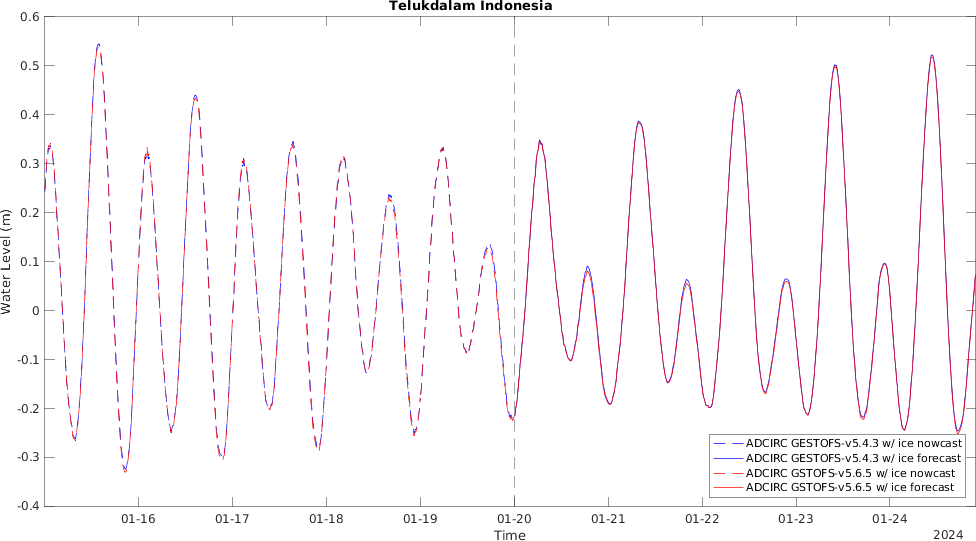 Telukdalam Indonesia
0.6
0.5
0.4
0.3
0.2
0.1
0
-0.1
-0.2
-0.3
-0.4
Water Level (m)
ADCIRC GESTOFS-v5.4.3 w/ ice nowcast
ADCIRC GESTOFS-v5.4.3 w/ ice forecast
ADCIRC GSTOFS-v5.6.5 w/ ice nowcast
ADCIRC GSTOFS-v5.6.5 w/ ice forecast
01-16 01-17 01-18 01-19 01-20 01-21 01-22 01-23 01-24
Time
2024